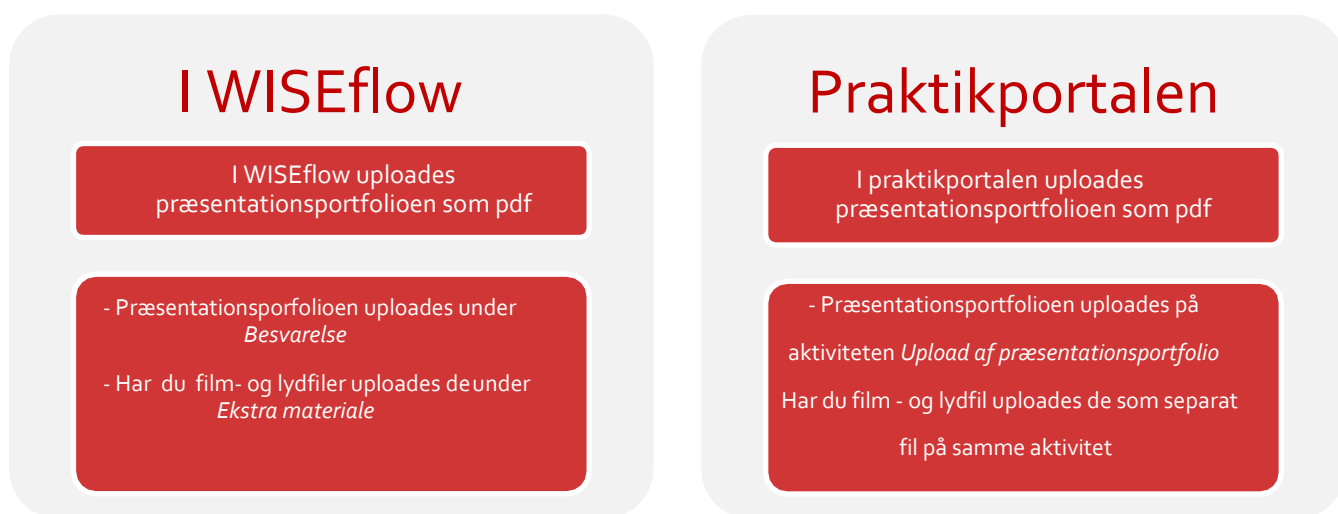 I WISEflow
I WISEflow uploades
præsentationsportfolioen som pdf
- Præsentationsporfolioen uploades under
Besvarelse
- Har du film- og lydfiler uploades deunder
Ekstra materiale
Praktikportalen
I praktikportalen uploades
præsentationsportfolioen som pdf
- Præsentationsportfolioen uploades på
aktiviteten Upload af præsentationsportfolio
Har du film - og lydfil uploades de som separat
fil på samme aktivitet